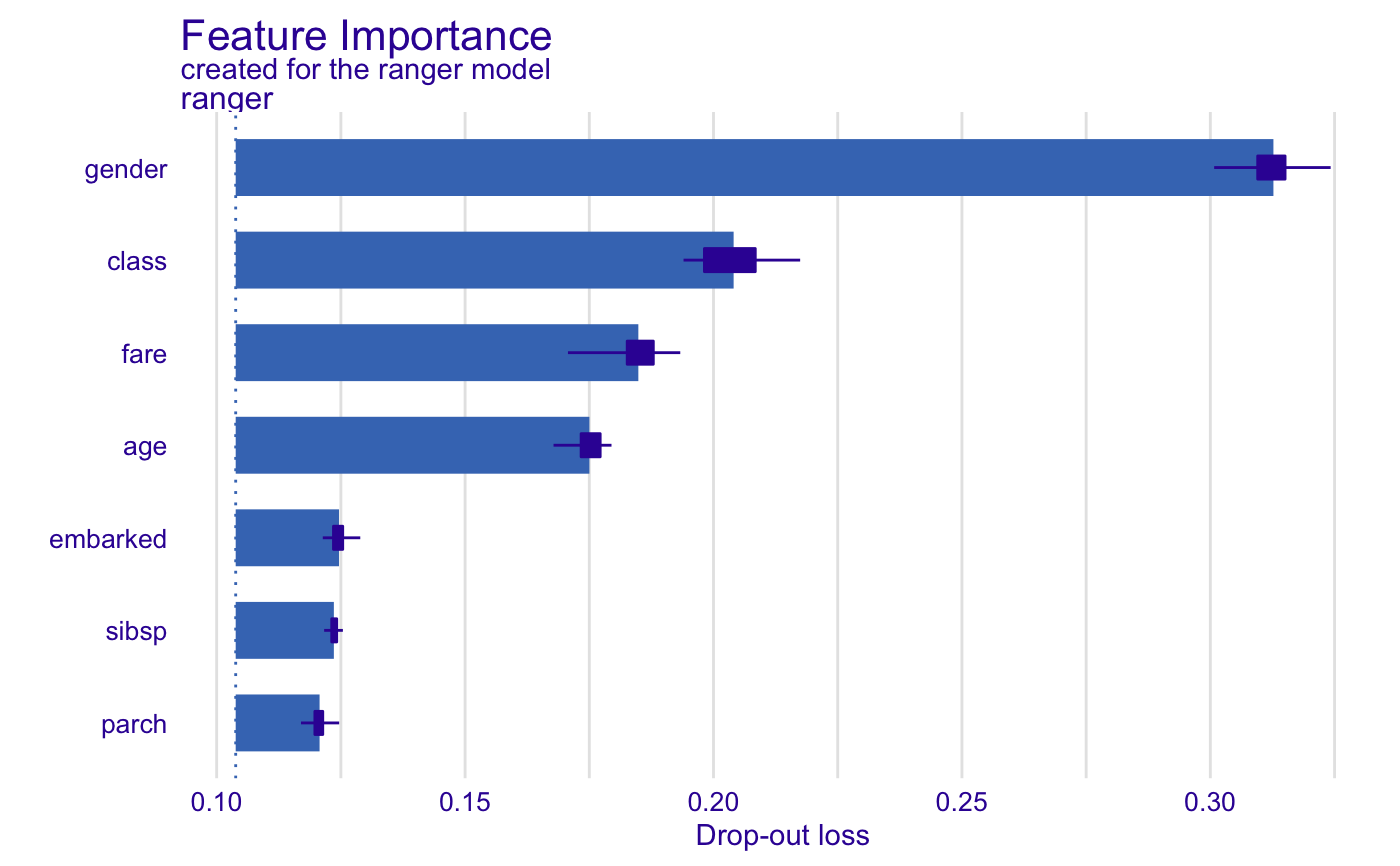 Feature Importance
created for the ranger model
ranger
gender
class
fare
age
embarked
sibsp
parch
0.10 0.15 0.20 0.25 0.30
Drop-out loss